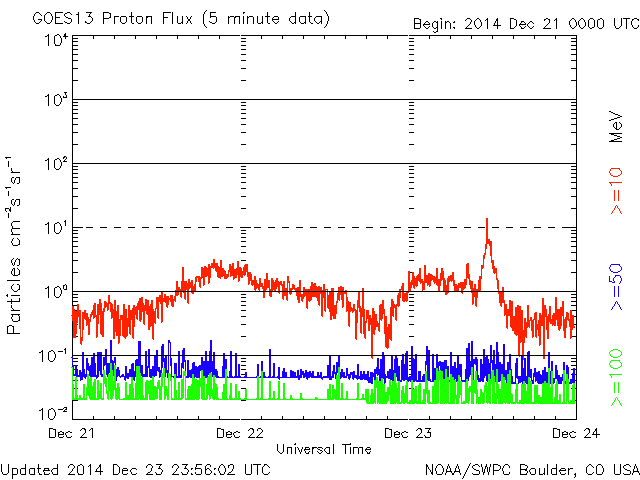 GOES13 Proton Flux (5 minute data)
Begin: 2014 Dec 21 0000 UTC
10⁴
10³
10²
10¹
10⁰
10⁻¹
10⁻²
Particles cm⁻²s⁻¹sr⁻¹
>=10 MeV
>=50
>=100
Dec 21
Dec 22
Dec 23
Dec 24
Universal Time
Updated 2014 Dec 23 23:56:02 UTC
NOAA/SWPC Boulder, CO USA